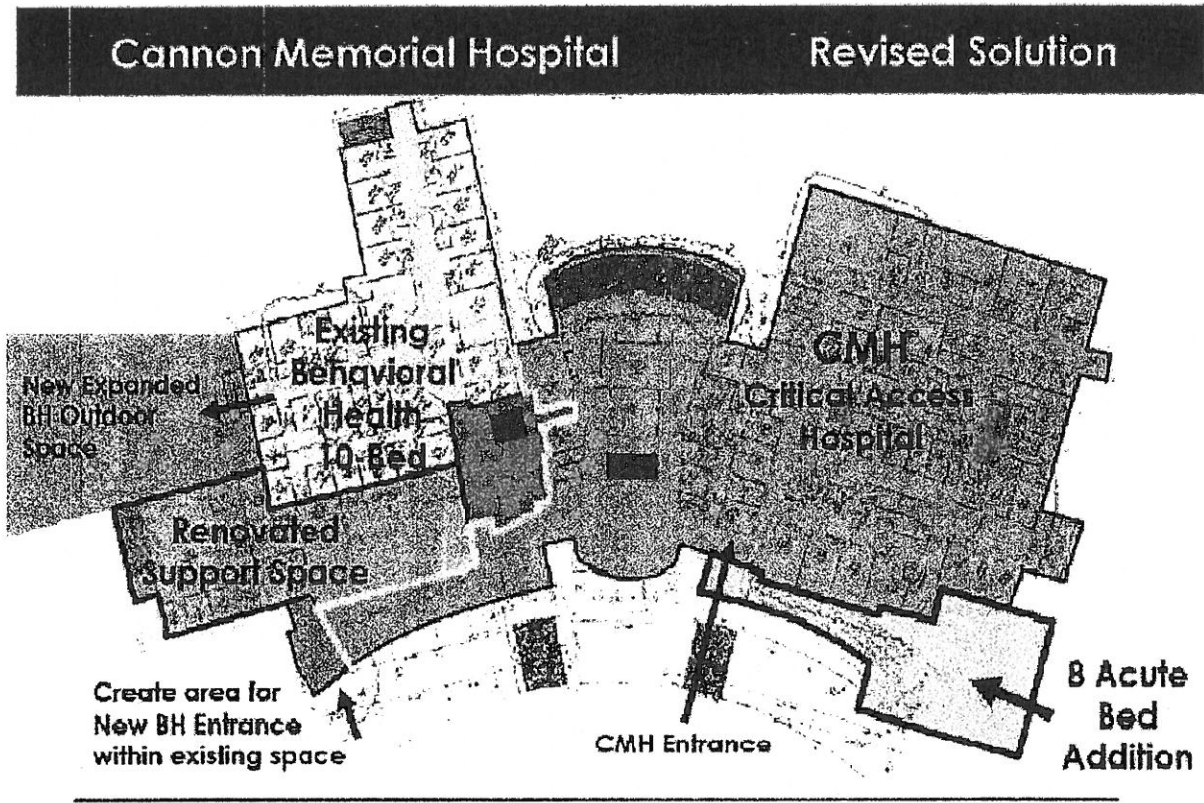 Cannon Memorial Hospital
Revised Solution
Existing
Behavioral
Health
10-Bed
New Expanded
BH Outdoor
Space
CMH
Critical Access
Hospital
Renovated
Support Space
Create area for
New BH Entrance
within existing space
CMH Entrance
8 Acute
Bed
Addition